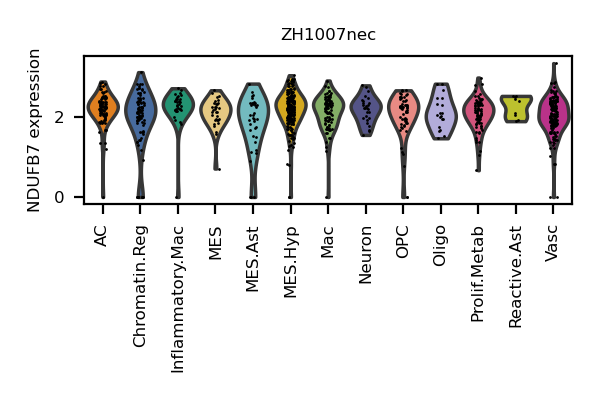 ZH1007nec
NDUFB7 expression
2
0
AC
Chromatin.Reg
Inflammatory.Mac
MES
MES.Ast
MES.Hyp
Mac
Neuron
OPC
Oligo
Prolif.Metab
Reactive.Ast
Vasc